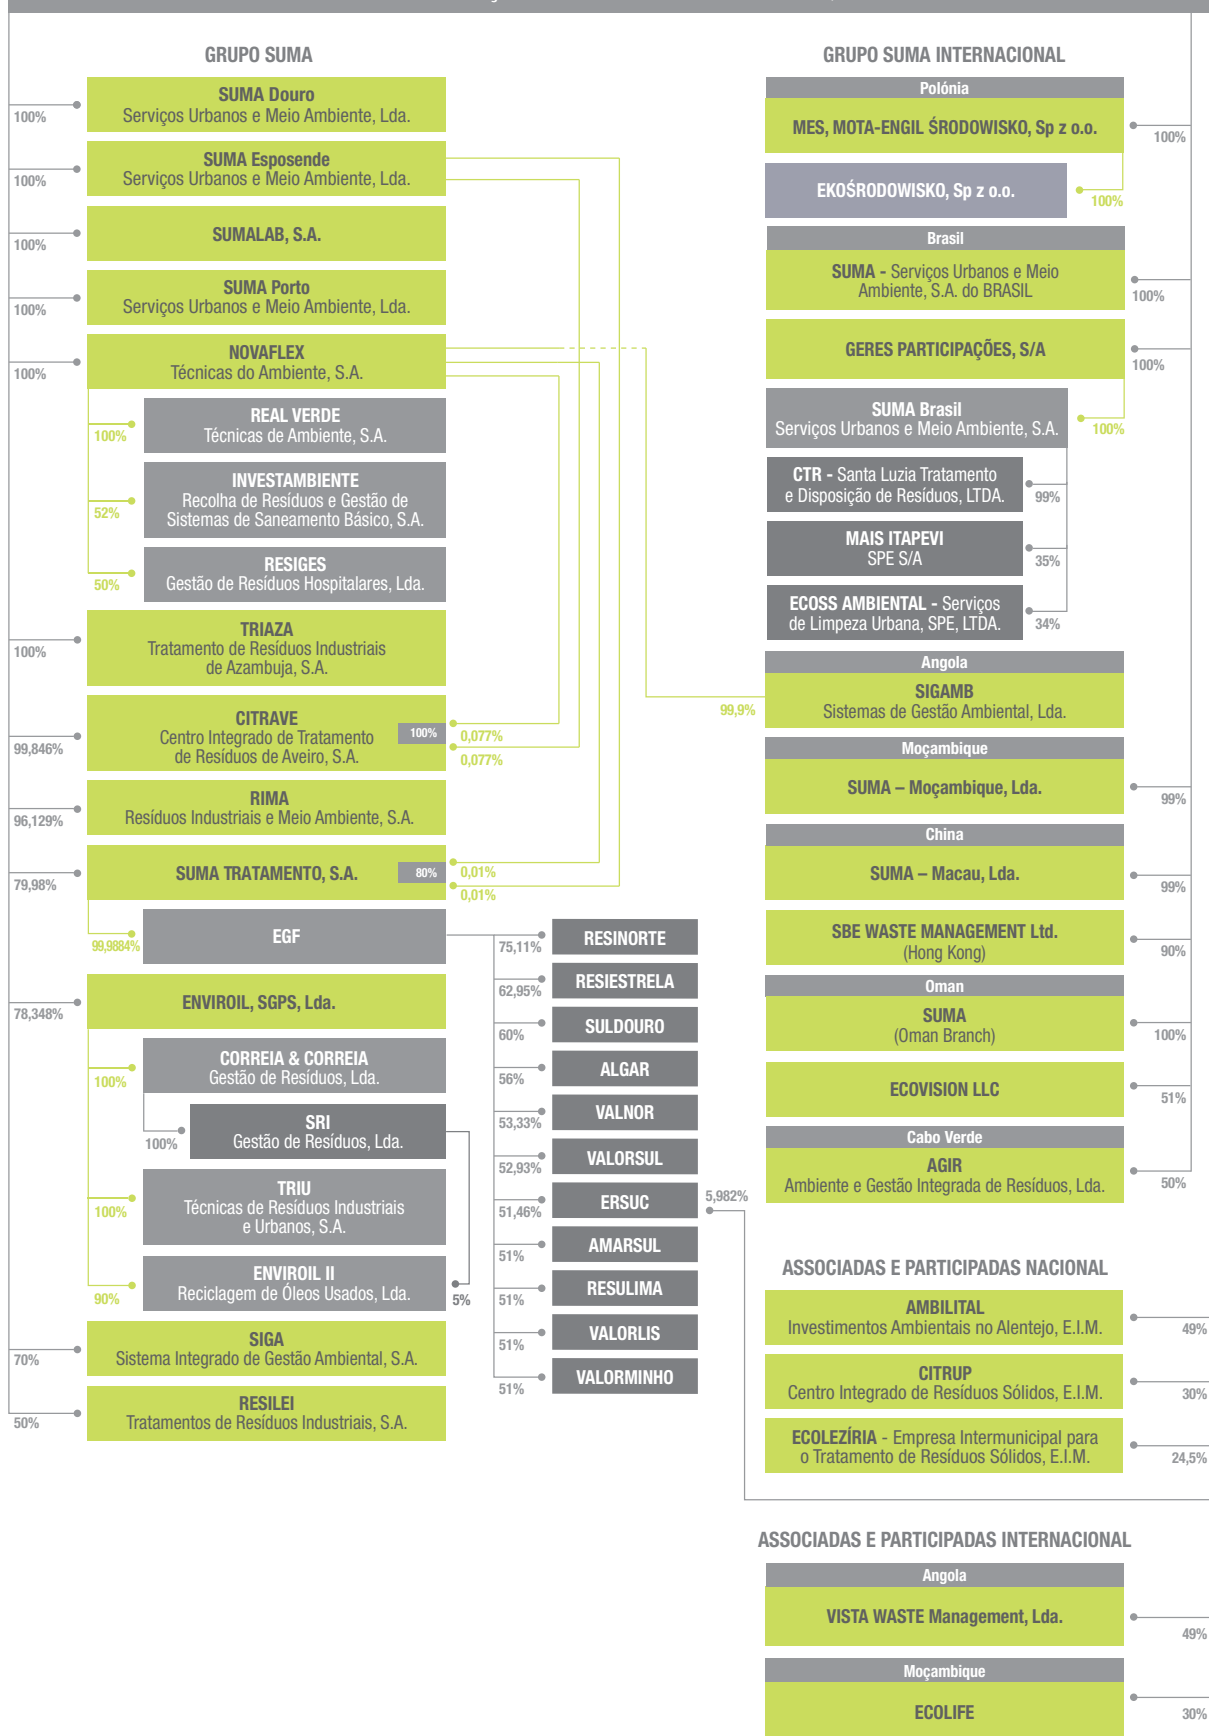 GRUPO SUMA
100%
SUMA Douro
Serviços Urbanos e Meio Ambiente, Lda.
100%
SUMA Esposende
Serviços Urbanos e Meio Ambiente, Lda.
100%
SUMALAB, S.A.
100%
SUMA Porto
Serviços Urbanos e Meio Ambiente, Lda.
100%
NOVAFLEX
Técnicas do Ambiente, S.A.
100%
REAL VERDE
Técnicas de Ambiente, S.A.
52%
INVESTAMBIENTE
Recolha de Resíduos e Gestão de
Sistemas de Saneamento Básico, S.A.
50%
RESIGES
Gestão de Resíduos Hospitalares, Lda.
100%
TRIAZA
Tratamento de Resíduos Industriais
de Azambuja, S.A.
99,846%
CITRAVE
Centro Integrado de Tratamento
de Resíduos de Aveiro, S.A.
100%
0,077%
0,077%
96,129%
RIMA
Resíduos Industriais e Meio Ambiente, S.A.
79,98%
SUMA TRATAMENTO, S.A.
80%
0,01%
0,01%
99,9884%
EGF
75,11%
RESINORTE
62,95%
RESIESTRELA
60%
SULDOURO
56%
ALGAR
53,33%
VALNOR
52,93%
VALORSUL
51,46%
ERSUC
5,982%
51%
AMARSUL
51%
RESULIMA
51%
VALORLIS
51%
VALORMINHO
78,348%
ENVIROIL, SGPS, Lda.
100%
CORREIA & CORREIA
Gestão de Resíduos, Lda.
100%
SRI
Gestão de Resíduos, Lda.
100%
TRIU
Técnicas de Resíduos Industriais
e Urbanos, S.A.
90%
ENVIROIL II
Reciclagem de Óleos Usados, Lda.
5%
70%
SIGA
Sistema Integrado de Gestão Ambiental, S.A.
50%
RESILEI
Tratamentos de Resíduos Industriais, S.A.
GRUPO SUMA INTERNACIONAL
Polónia
MES, MOTA-ENGIL ŚRODOWISKO, Sp z o.o.
100%
EKOŚRODOWISKO, Sp z o.o.
100%
Brasil
SUMA - Serviços Urbanos e Meio
Ambiente, S.A. do BRASIL
100%
GERES PARTICIPAÇÕES, S/A
100%
SUMA Brasil
Serviços Urbanos e Meio Ambiente, S.A.
100%
CTR - Santa Luzia Tratamento
e Disposição de Resíduos, LTDA.
99%
MAIS ITAPEVI
SPE S/A
35%
ECOSS AMBIENTAL - Serviços
de Limpeza Urbana, SPE, LTDA.
34%
Angola
99,9%
SIGAMB
Sistemas de Gestão Ambiental, Lda.
Moçambique
SUMA – Moçambique, Lda.
99%
China
SUMA – Macau, Lda.
99%
SBE WASTE MANAGEMENT Ltd.
(Hong Kong)
90%
Oman
SUMA
(Oman Branch)
100%
ECOVISION LLC
51%
Cabo Verde
AGIR
Ambiente e Gestão Integrada de Resíduos, Lda.
50%
ASSOCIADAS E PARTICIPADAS NACIONAL
AMBILITAL
Investimentos Ambientais no Alentejo, E.I.M.
49%
CITRUP
Centro Integrado de Resíduos Sólidos, E.I.M.
30%
ECOLEZÍRIA - Empresa Intermunicipal para
o Tratamento de Resíduos Sólidos, E.I.M.
24,5%
ASSOCIADAS E PARTICIPADAS INTERNACIONAL
Angola
VISTA WASTE Management, Lda.
49%
Moçambique
ECOLIFE
30%